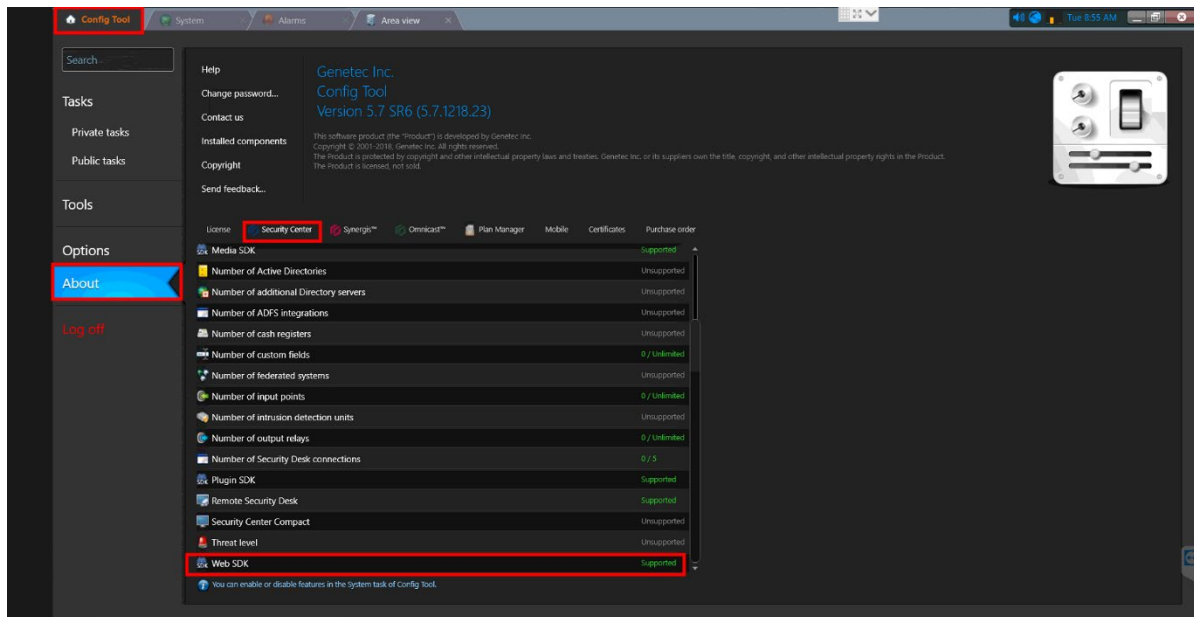 Config Tool
System
Alarms
Area view
Tue 8:55 AM
Search
Tasks
Private tasks
Public tasks
Tools
Options
About
Log off
Help
Change password...
Contact us
Installed components
Copyright
Send feedback...
Genetec Inc.
Config Tool
Version 5.7 SR6 (5.7.1218.23)
This software product (the "Product") is developed by Genetec Inc.
Copyright © 2001-2018, Genetec Inc. All rights reserved.
The Product is protected by copyright and other intellectual property laws and treaties. Genetec Inc. or its suppliers own the title, copyright, and other intellectual property rights in the Product.
The Product is licensed, not sold.
License Security Center Synergis™ Omnicast™ Plan Manager Mobile Certificates Purchase order
Media SDK Supported
Number of Active Directories Unsupported
Number of additional Directory servers Unsupported
Number of ADFS integrations Unsupported
Number of cash registers Unsupported
Number of custom fields 0 / Unlimited
Number of federated systems Unsupported
Number of input points 0 / Unlimited
Number of intrusion detection units Unsupported
Number of output relays 0 / Unlimited
Number of Security Desk connections 0 / 5
Plugin SDK Supported
Remote Security Desk Supported
Security Center Compact Unsupported
Threat level Unsupported
Web SDK Supported
You can enable or disable features in the System task of Config Tool.